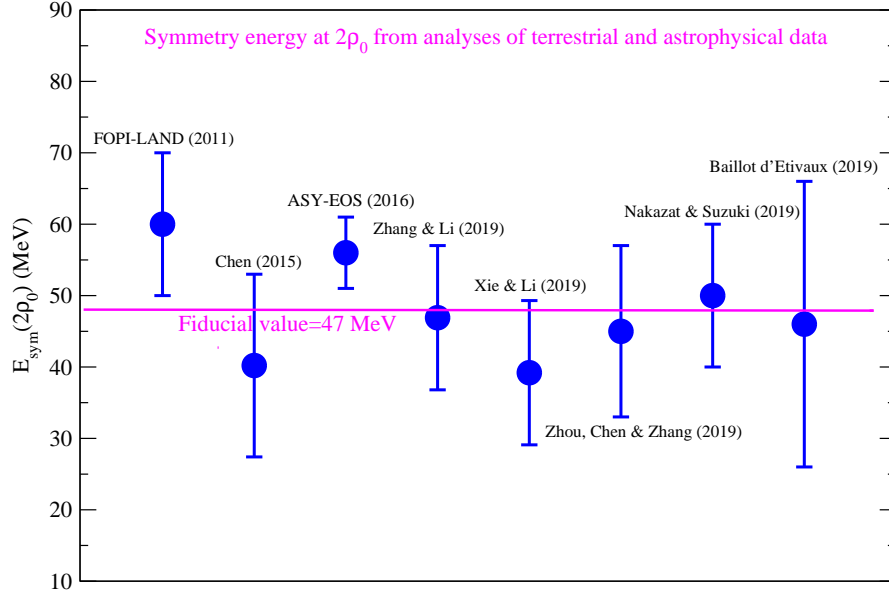 90
Symmetry energy at 2ρ0 from analyses of terrestrial and astrophysical data
80
70
FOPI-LAND (2011)
Baillot d'Etivaux (2019)
ASY-EOS (2016)
Nakazat & Suzuki (2019)
60
Zhang & Li (2019)
Chen (2015)
Xie & Li (2019)
50
Fiducial value=47 MeV
40
Zhou, Chen & Zhang (2019)
30
20
10
Esym(2ρ0) (MeV)